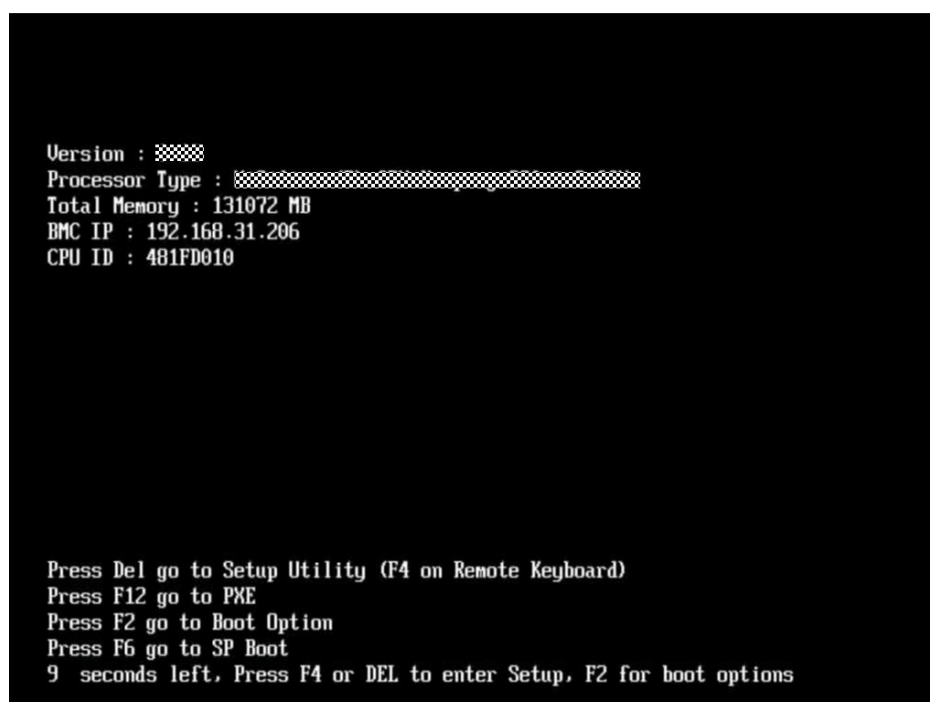 Version :
Processor Type :
Total Memory : 131072 MB
BMC IP : 192.168.31.206
CPU ID : 481FD010
Press Del go to Setup Utility (F4 on Remote Keyboard)
Press F12 go to PXE
Press F2 go to Boot Option
Press F6 go to SP Boot
9 seconds left, Press F4 or DEL to enter Setup, F2 for boot options